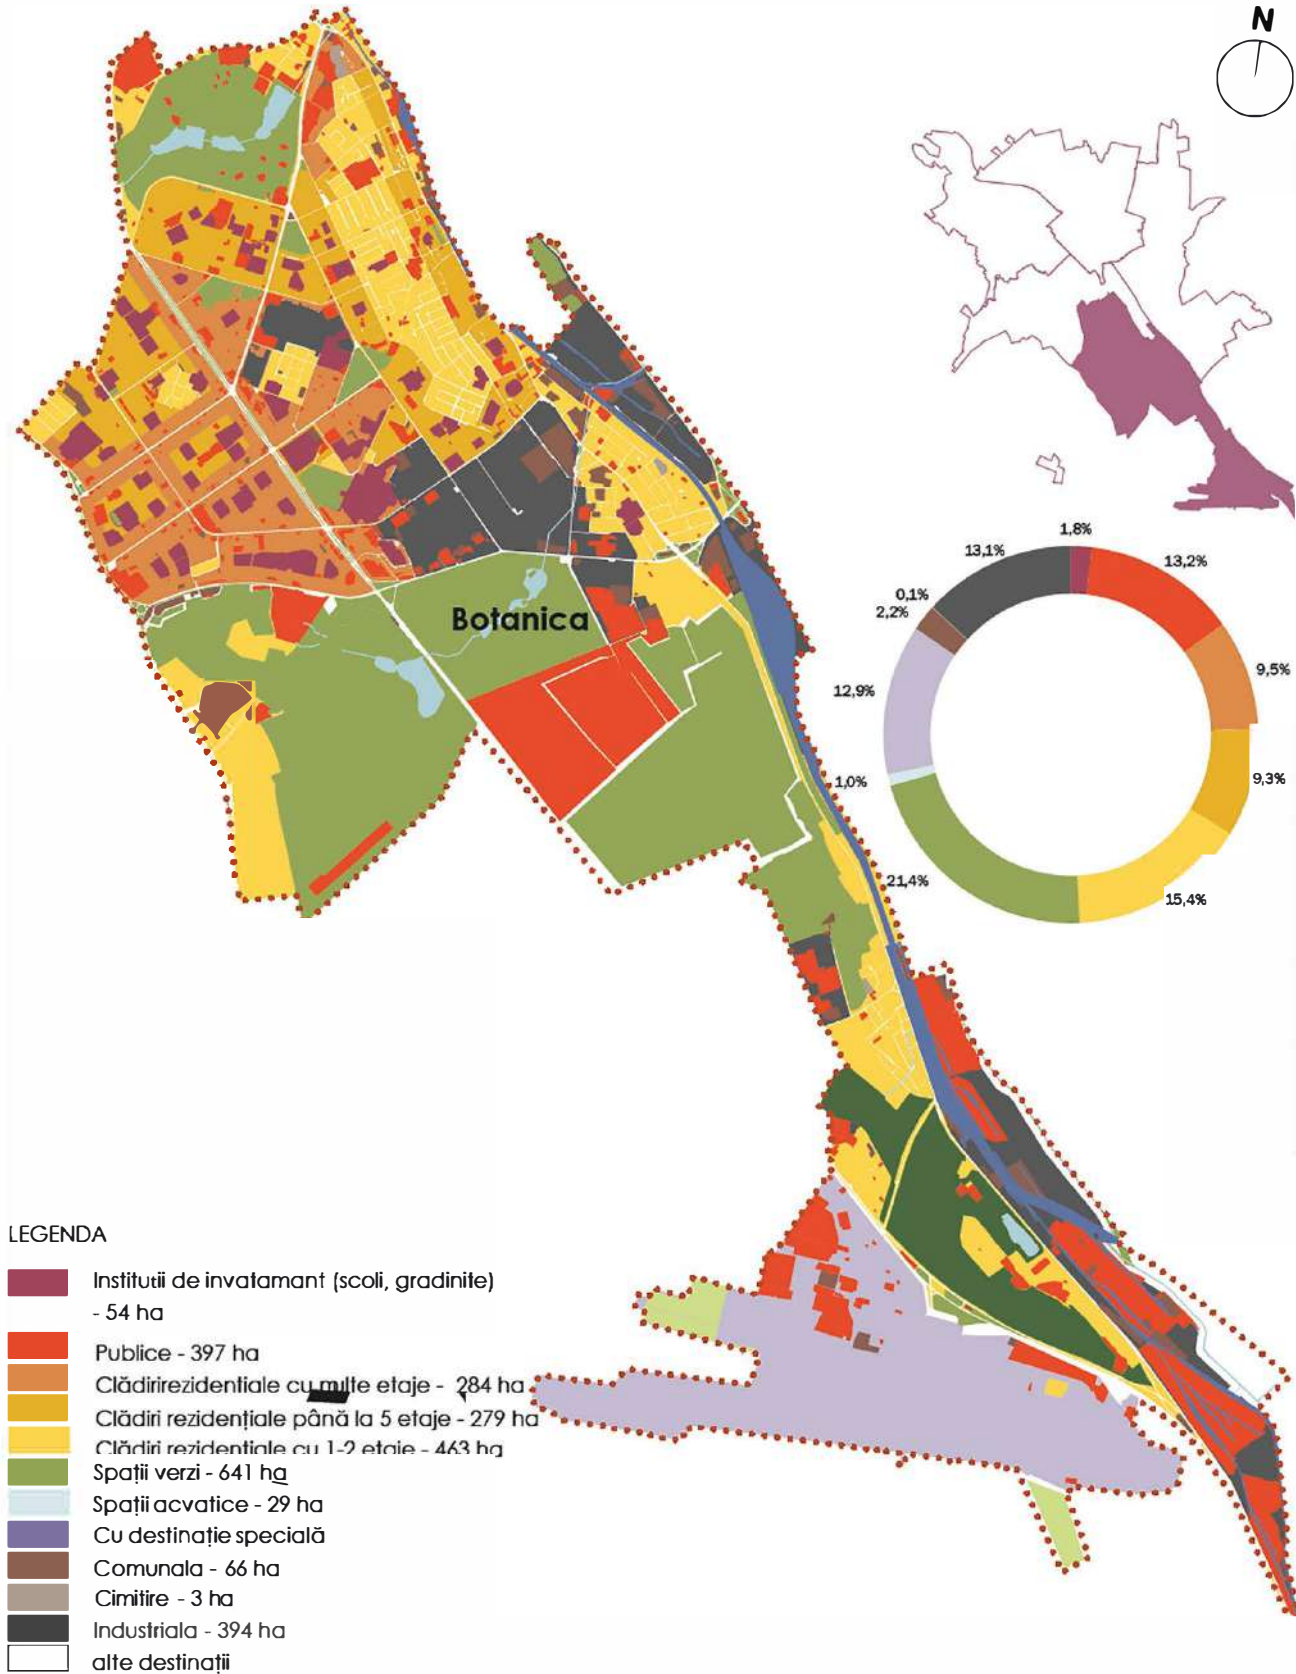 N
Botanica
1,8%
13,1%
13,2%
0,1%
2,2%
9,5%
12,9%
9,3%
1,0%
21,4%
15,4%
LEGENDA
Institutii de invatamant (scoli, gradinite)
- 54 ha
Publice - 397 ha
Clădirirezidentiale cu multe etaje - 284 ha
Clădiri rezidențiale până la 5 etaje - 279 ha
Clădiri rezidentiale cu 1-2 etaje - 463 ha
Spații verzi - 641 ha
Spații acvatice - 29 ha
Cu destinație specială
Comunala - 66 ha
Cimitire - 3 ha
Industriala - 394 ha
alte destinații